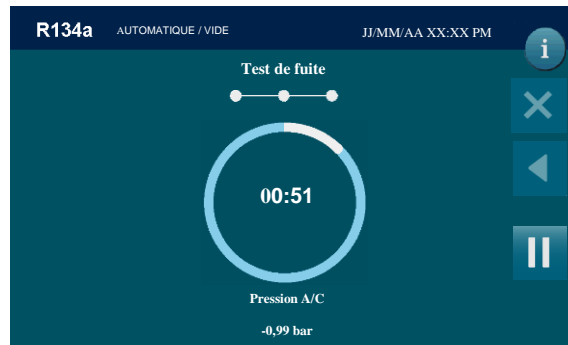 R134a AUTOMATIQUE / VIDE JJ/MM/AA XX:XX PM
i
Test de fuite
00:51
Pression A/C
-0,99 bar